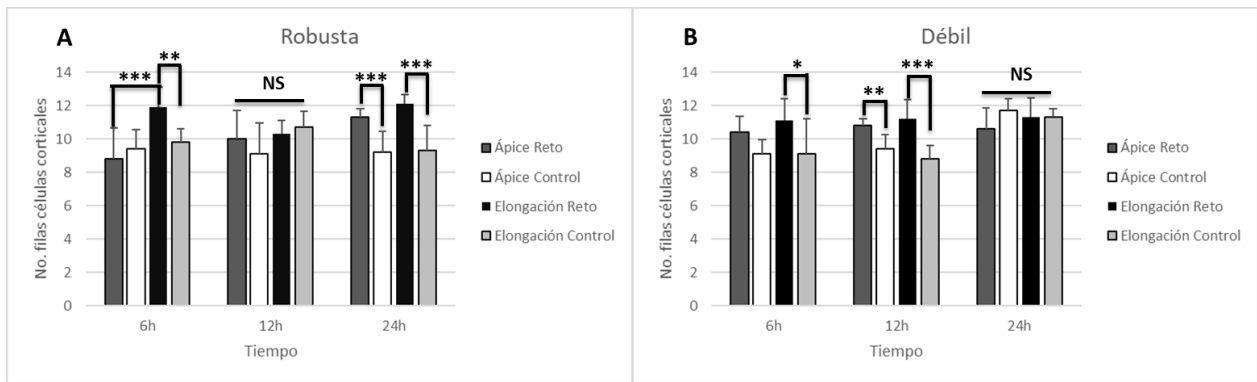 A
Robusta
No. filas células corticales
14
12
10
8
6
4
2
0
***
**
NS
***
***
6h
12h
24h
Tiempo
Ápice Reto
Ápice Control
Elongación Reto
Elongación Control
B
Débil
No. filas células corticales
14
12
10
8
6
4
2
0
*
**
***
NS
6h
12h
24h
Tiempo
Ápice Reto
Ápice Control
Elongación Reto
Elongación Control